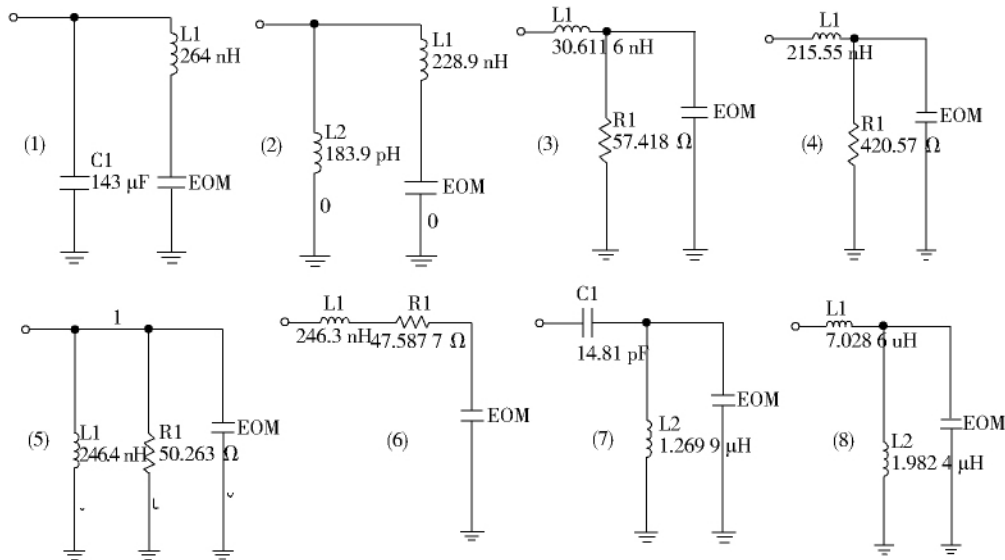 L1
264 nH
(1)
C1
143 μF
EOM
L1
228.9 nH
(2)
L2
183.9 pH
EOM
0
0
L1
30.611 6 nH
(3)
R1
57.418 Ω
EOM
L1
215.55 nH
(4)
R1
420.57 Ω
EOM
1
(5)
L1
246.4 nH
R1
50.263 Ω
EOM
L1
246.3 nH
R1
47.587 7 Ω
(6)
EOM
C1
14.81 pF
(7)
L2
1.269 9 μH
EOM
L1
7.028 6 uH
(8)
L2
1.982 4 μH
EOM